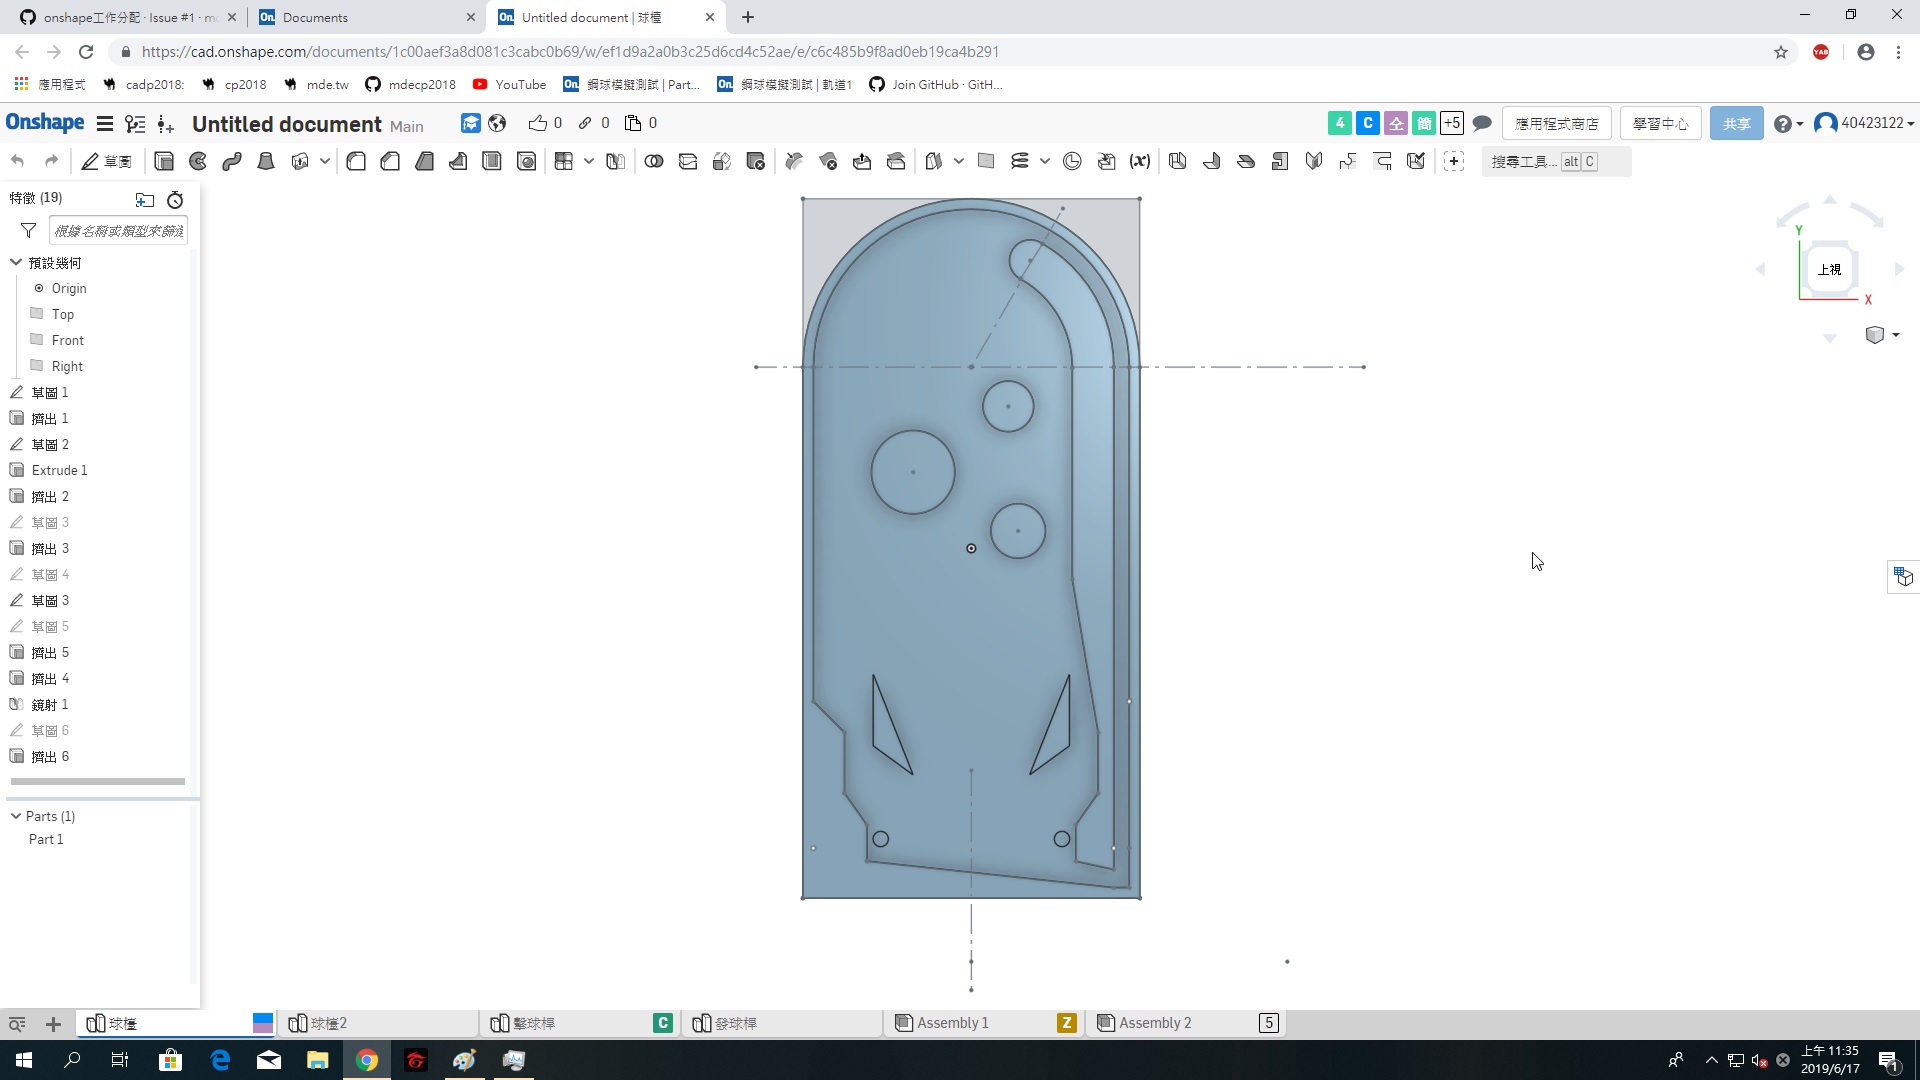 onshape工作分配 · Issue #1 · m
Documents
Untitled document | 球檯
https://cad.onshape.com/documents/1c00aef3a8d081c3cabc0b69/w/ef1d9a2a0b3c25d6cd4c52ae/e/c6c485b9f8ad0eb19ca4b291
應用程式
cadp2018:
cp2018
mde.tw
mdecp2018
YouTube
鋼球模擬測試 | Part...
鋼球模擬測試 | 軌道1
Join GitHub · GitH...
Onshape
Untitled document Main
0
0
0
4
C
仝
簡
+5
應用程式商店
學習中心
共享
40423122
草圖
搜尋工具... alt C
特徵 (19)
根據名稱或類型來篩選
預設幾何
Origin
Top
Front
Right
草圖 1
擠出 1
草圖 2
Extrude 1
擠出 2
草圖 3
擠出 3
草圖 4
草圖 3
草圖 5
擠出 5
擠出 4
鏡射 1
草圖 6
擠出 6
Parts (1)
Part 1
Y
上視
X
球檯
球檯2
擊球桿
C
發球桿
Assembly 1
Z
Assembly 2
5
上午 11:35
2019/6/17
1